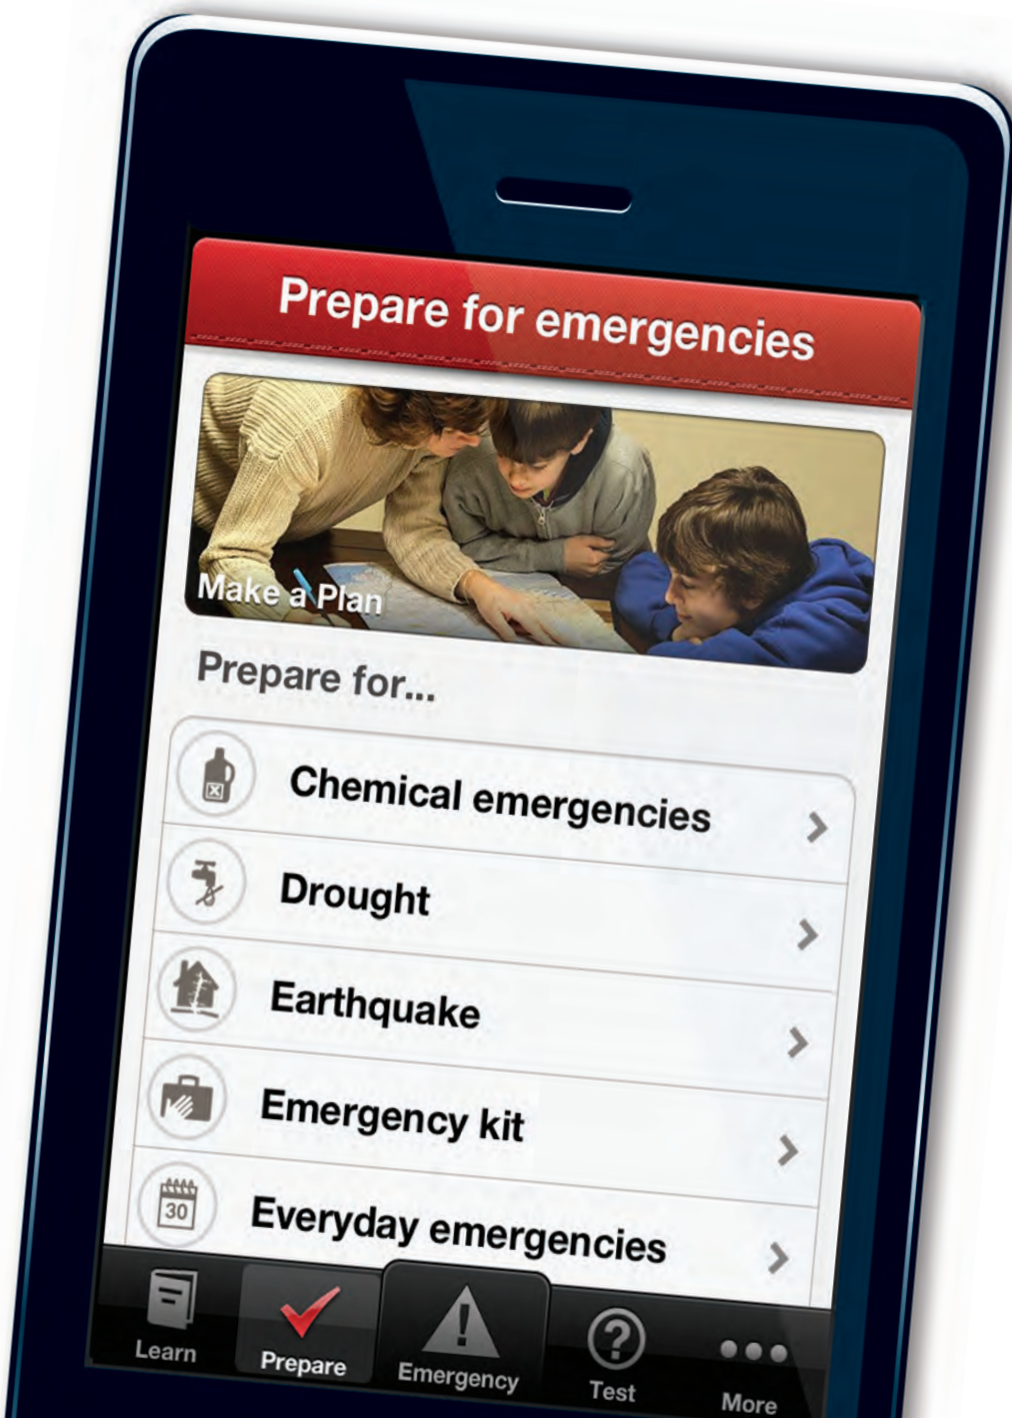 Prepare for emergencies
Make a Plan
Prepare for...
Chemical emergencies
Drought
Earthquake
Emergency kit
30
Everyday emergencies
Learn
Prepare
Emergency
Test
More